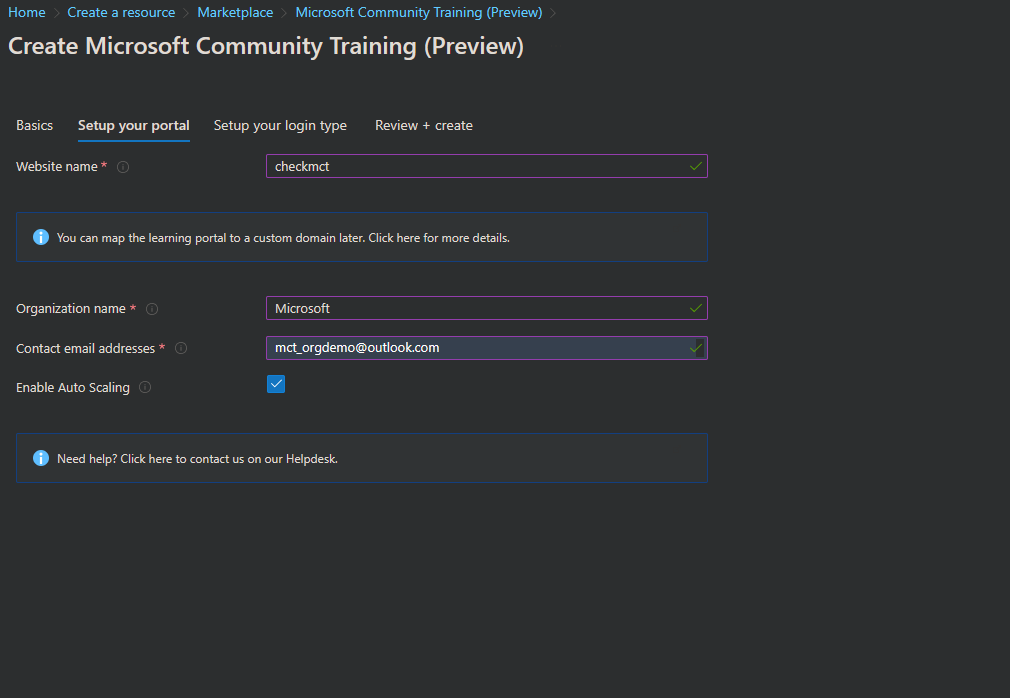 Home > Create a resource > Marketplace > Microsoft Community Training (Preview) >
Create Microsoft Community Training (Preview)
Basics Setup your portal Setup your login type Review + create
Website name * checkmct
You can map the learning portal to a custom domain later. Click here for more details.
Organization name * Microsoft
Contact email addresses * mct_orgdemo@outlook.com
Enable Auto Scaling
Need help? Click here to contact us on our Helpdesk.